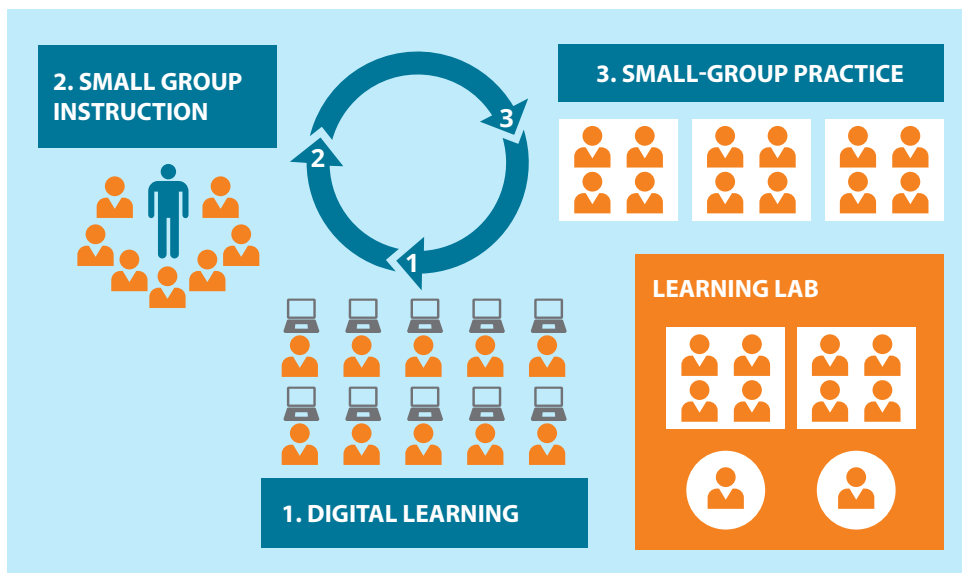 2. SMALL GROUP
INSTRUCTION
3. SMALL-GROUP PRACTICE
3
2
1
LEARNING LAB
1. DIGITAL LEARNING